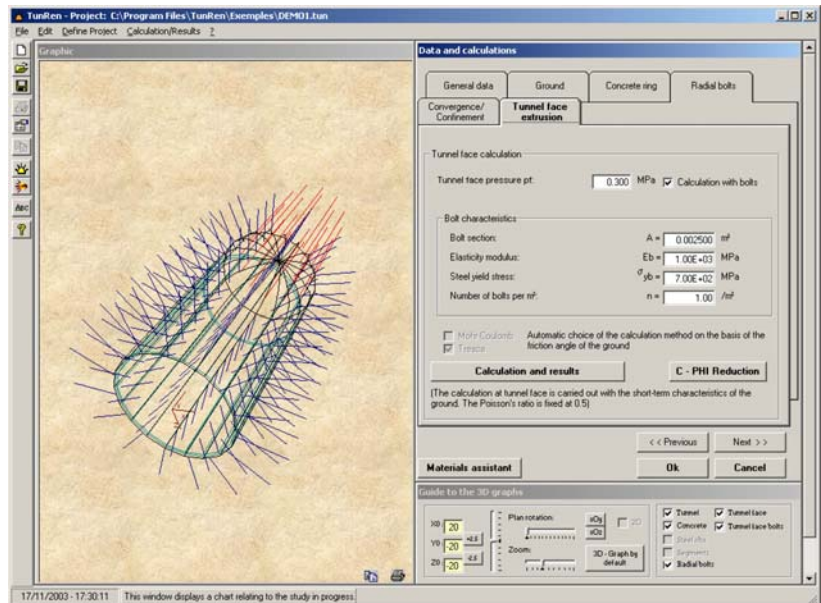 TunRen - Project: C:\Program Files\TunRen\Exemples\DEMO1.tun
File Edit Define Project Calculation/Results ?
Graphic
Abc
?
Data and calculations
General data Ground Concrete ring Radial bolts
Convergence/ Confinement
Tunnel face extrusion
Tunnel face calculation
Tunnel face pressure pt: 0.300 MPa Calculation with bolts
Bolt characteristics
Bolt section: A = 0.002500 m²
Elasticity modulus: Eb = 1.00E+03 MPa
Steel yield stress: σyb = 7.00E+02 MPa
Number of bolts per m²: n = 1.00 /m²
Mohr Coulomb
Tresca
Automatic choice of the calculation method on the basis of the
friction angle of the ground
Calculation and results C - PHI Reduction
(The calculation at tunnel face is carried out with the short-term characteristics of the
ground. The Poisson's ratio is fixed at 0.5)
<< Previous Next >>
Materials assistant Ok Cancel
Guide to the 3D graphs
X0 20
Y0 -20
Z0 -20
+2.5
-2.5
Plan rotation:
Zoom:
xOy
xOz
2D
3D - Graph by
default
Tunnel Tunnel face
Concrete Tunnel face bolts
Steel ribs
Segments
Radial bolts
17/11/2003 - 17:30:11 This window displays a chart relating to the study in progress.